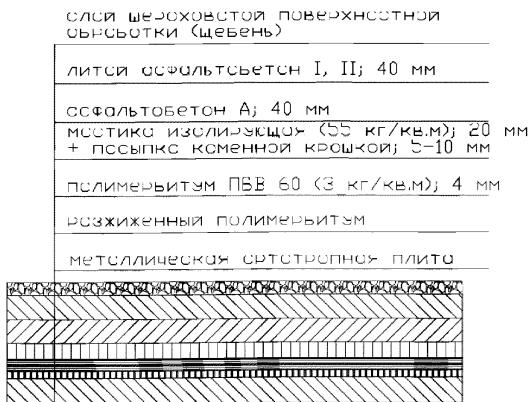 слой шероховатой поверхностной
обработки (щебень)
литой асфальтобетон I, II; 40 мм
асфальтобетон А; 40 мм
мастика изолирующая (55 кг/кв.м); 20 мм
+ посыпка каменной крошкой; 5-10 мм
полимербитум ПБВ 60 (3 кг/кв.м); 4 мм
разжиженный полимербитум
металлическая ортотропная плита